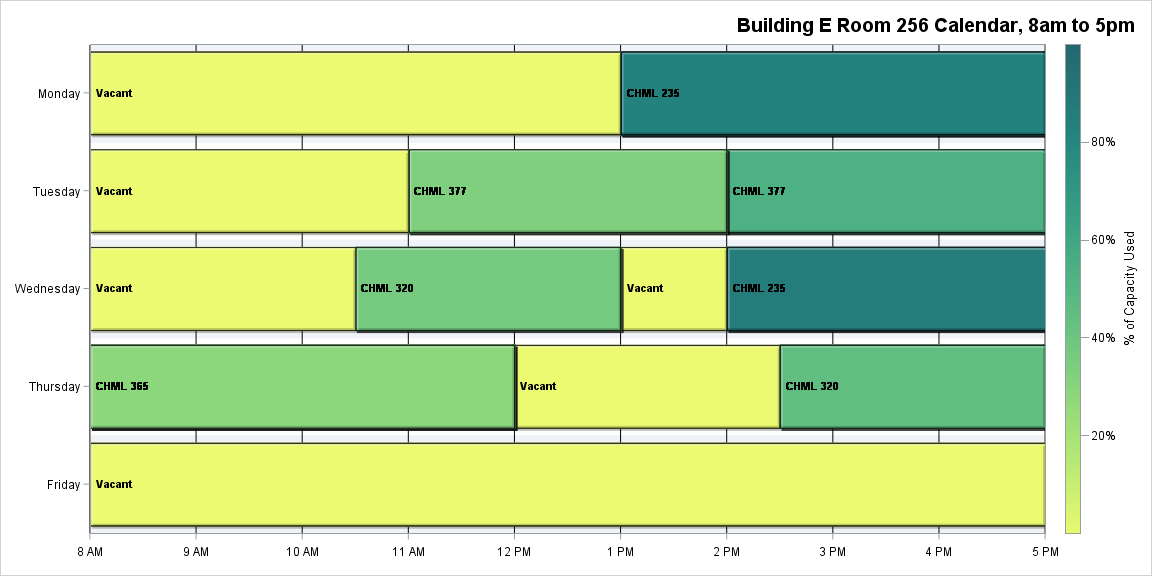 Building E Room 256 Calendar, 8am to 5pm
Monday
Vacant
CHML 235
Tuesday
Vacant
CHML 377
CHML 377
Wednesday
Vacant
CHML 320
Vacant
CHML 235
Thursday
CHML 365
Vacant
CHML 320
Friday
Vacant
8 AM
9 AM
10 AM
11 AM
12 PM
1 PM
2 PM
3 PM
4 PM
5 PM
80%
60%
40%
20%
% of Capacity Used